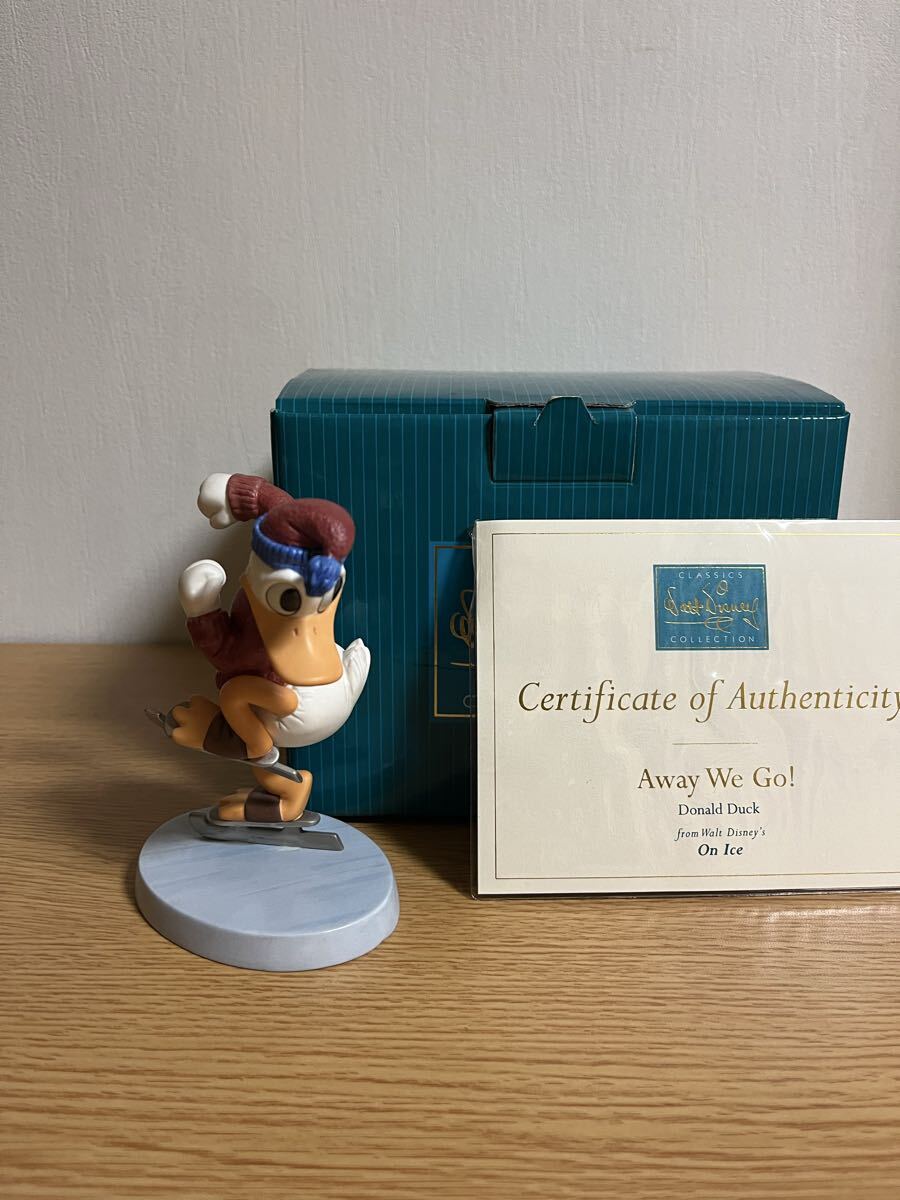 CLASSICS
Walt Disney
COLLECTION
Certificate of Authenticity
Away We Go!
Donald Duck
from Walt Disney's
On Ice